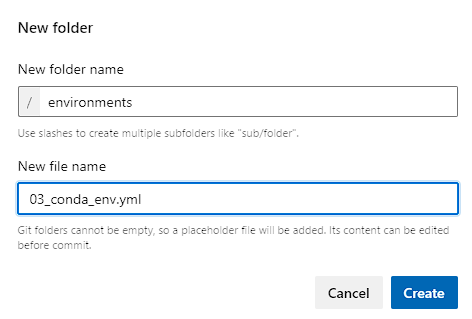 New folder
New folder name
/ environments
Use slashes to create multiple subfolders like "sub/folder".
New file name
03_conda_env.yml
Git folders cannot be empty, so a placeholder file will be added. Its content can be edited
before commit.
Cancel Create